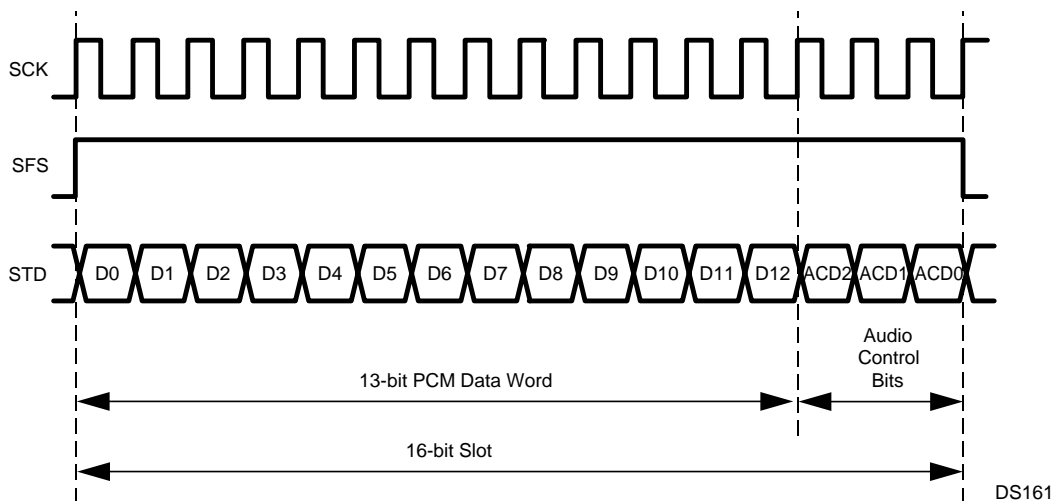 SCK
SFS
STD D0 D1 D2 D3 D4 D5 D6 D7 D8 D9 D10 D11 D12 ACD2 ACD1 ACD0
Audio
Control
Bits
13-bit PCM Data Word
16-bit Slot
DS161